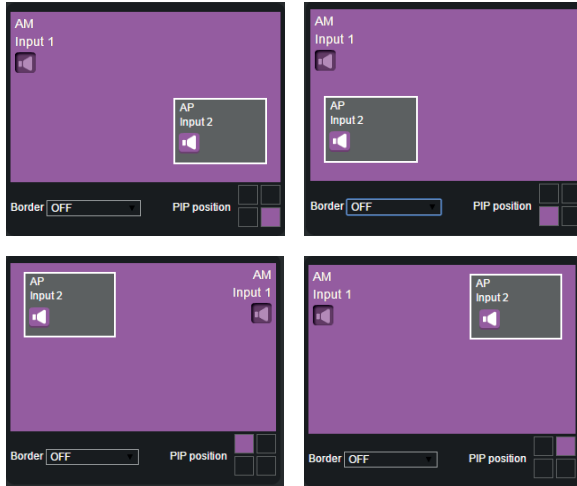 AM
Input 1
AP
Input 2
Border OFF PIP position
AM
Input 1
AP
Input 2
Border OFF PIP position
AP
Input 2
AM
Input 1
Border OFF PIP position
AM
Input 1
AP
Input 2
Border OFF PIP position